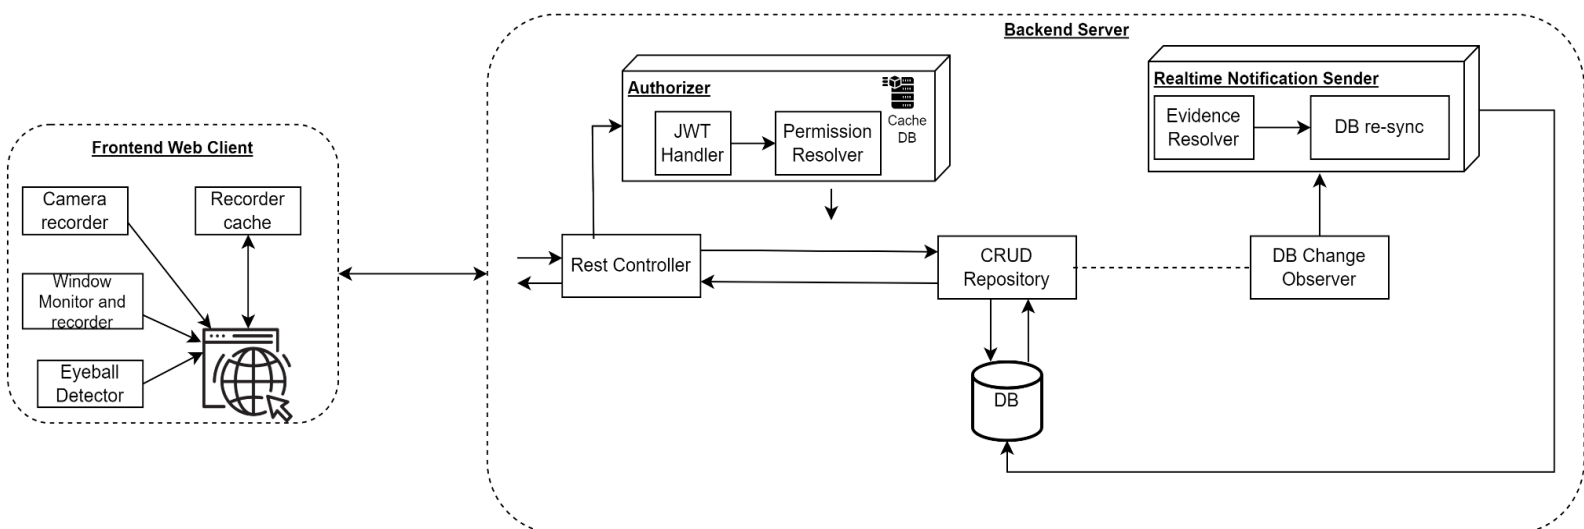 Backend Server
Frontend Web Client
Camera
recorder
Recorder
cache
Window
Monitor and
recorder
Eyeball
Detector
Authorizer
JWT
Handler
Permission
Resolver
Cache
DB
Realtime Notification Sender
Evidence
Resolver
DB re-sync
Rest Controller
CRUD
Repository
DB Change
Observer
DB